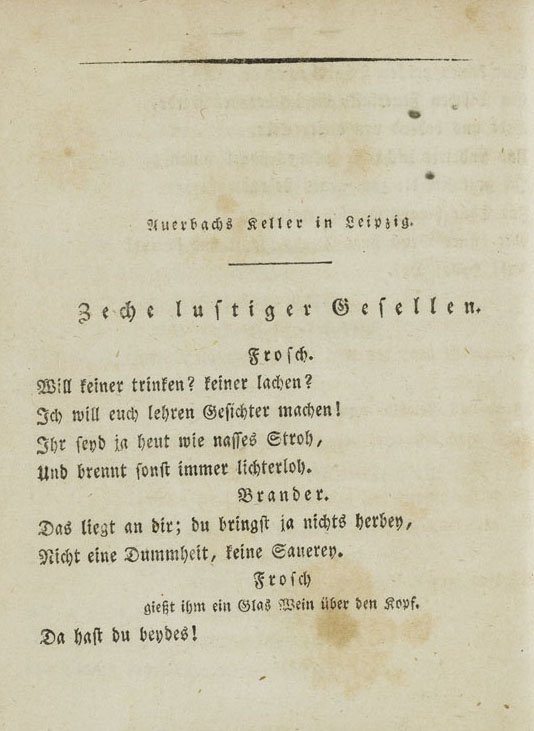 Auerbachs Keller in Leipzig.
Zeche lustiger Gesellen.
Frosch.
Will keiner trinken? keiner lachen?
Ich will euch lehren Gesichter machen!
Ihr seyd ja heut wie nasses Stroh,
Und brennt sonst immer lichterloh.
Brander.
Das liegt an dir; du bringst ja nichts herbey,
Nicht eine Dummheit, keine Sauerey.
Frosch
gießt ihm ein Glas Wein über den Kopf.
Da hast du beydes!